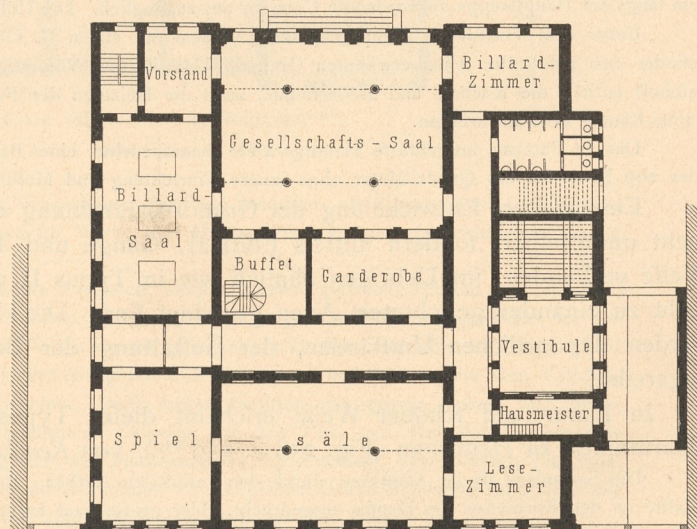 Vorstand
Billard-
Zimmer
Gesellschafts-Saal
Billard
Saal
Buffet
Garderobe
Vestibule
Hausmeister
Spiel
säle
Lese-
Zimmer